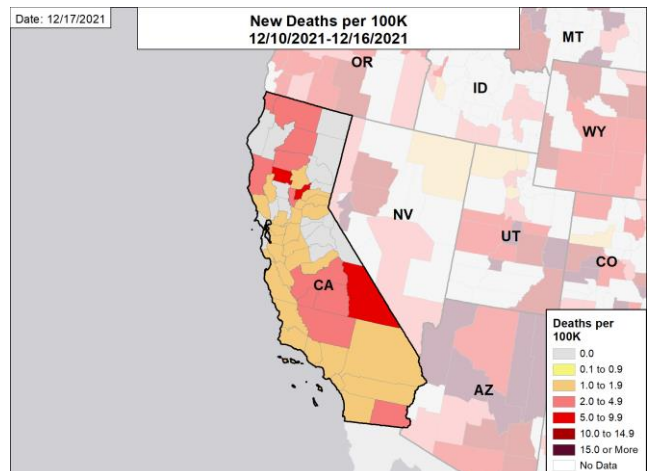 Date: 12/17/2021
New Deaths per 100K
12/10/2021-12/16/2021
MT
OR
ID
WY
NV
UT
CO
CA
AZ
Deaths per
100K
0.0
0.1 to 0.9
1.0 to 1.9
2.0 to 4.9
5.0 to 9.9
10.0 to 14.9
15.0 or More
No Data